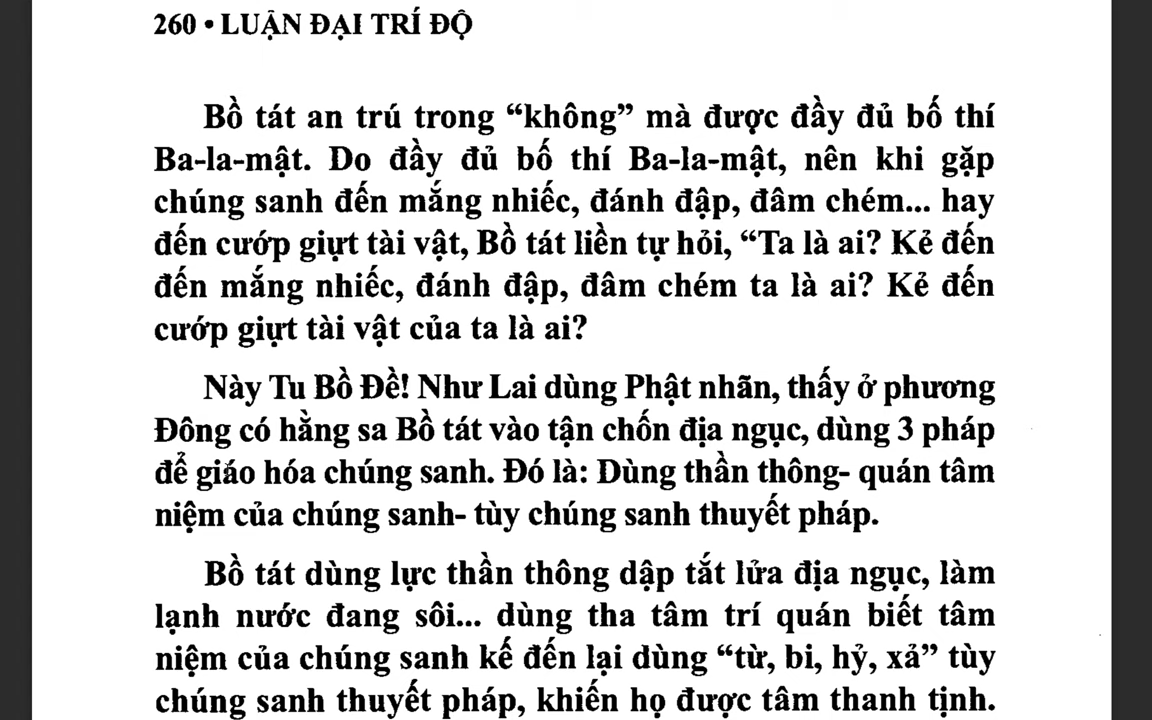 260 • LUẬN ĐẠI TRÍ ĐỘ
Bồ tát an trú trong “không” mà được đầy đủ bố thí
Ba-la-mật. Do đầy đủ bố thí Ba-la-mật, nên khi gặp
chúng sanh đến mắng nhiếc, đánh đập, đâm chém... hay
đến cướp giựt tài vật, Bồ tát liền tự hỏi, “Ta là ai? Kẻ đến
đến mắng nhiếc, đánh đập, đâm chém ta là ai? Kẻ đến
cướp giựt tài vật của ta là ai?
Này Tu Bồ Đề! Như Lai dùng Phật nhãn, thấy ở phương
Đông có hằng sa Bồ tát vào tận chốn địa ngục, dùng 3 pháp
để giáo hóa chúng sanh. Đó là: Dùng thần thông- quán tâm
niệm của chúng sanh- tùy chúng sanh thuyết pháp.
Bồ tát dùng lực thần thông dập tắt lửa địa ngục, làm
lạnh nước đang sôi... dùng tha tâm trí quán biết tâm
niệm của chúng sanh kế đến lại dùng “từ, bi, hỷ, xả” tùy
chúng sanh thuyết pháp, khiến họ được tâm thanh tịnh.